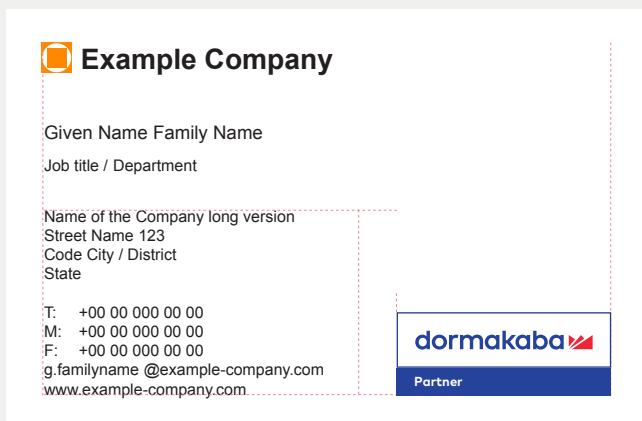 Example Company
Given Name Family Name
Job title / Department
Name of the Company long version
Street Name 123
Code City / District
State
T: +00 00 000 00 00
M: +00 00 000 00 00
F: +00 00 000 00 00
g.familyname @example-company.com
www.example-company.com
dormakaba
Partner